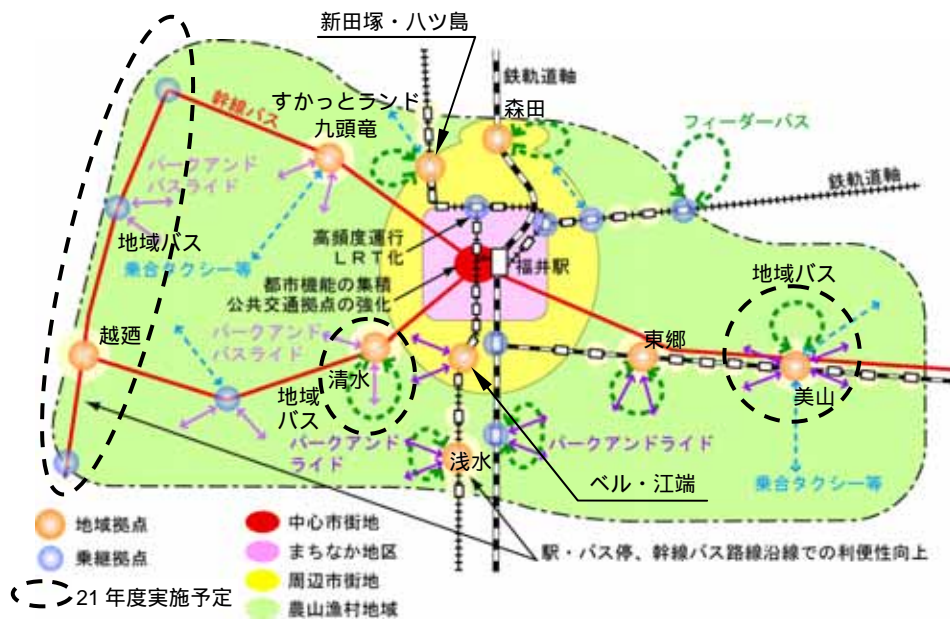 新田塚・八ツ島
鉄軌道軸
すかっとランド
九頭竜
森田
幹線バス
フィーダーバス
パークアンド
バスライド
鉄軌道軸
地域バス
高頻度運行
LRT化
乗合タクシー等
福井駅
都市機能の集積
公共交通拠点の強化
地域バス
越廼
パークアンド
バスライド
東郷
清水
地域
バス
美山
パークアンド
ライド
浅水
パークアンドライド
ベル・江端
乗合タクシー等
地域拠点
乗継拠点
21年度実施予定
中心市街地
まちなか地区
周辺市街地
農山漁村地域
駅・バス停、幹線バス路線沿線での利便性向上